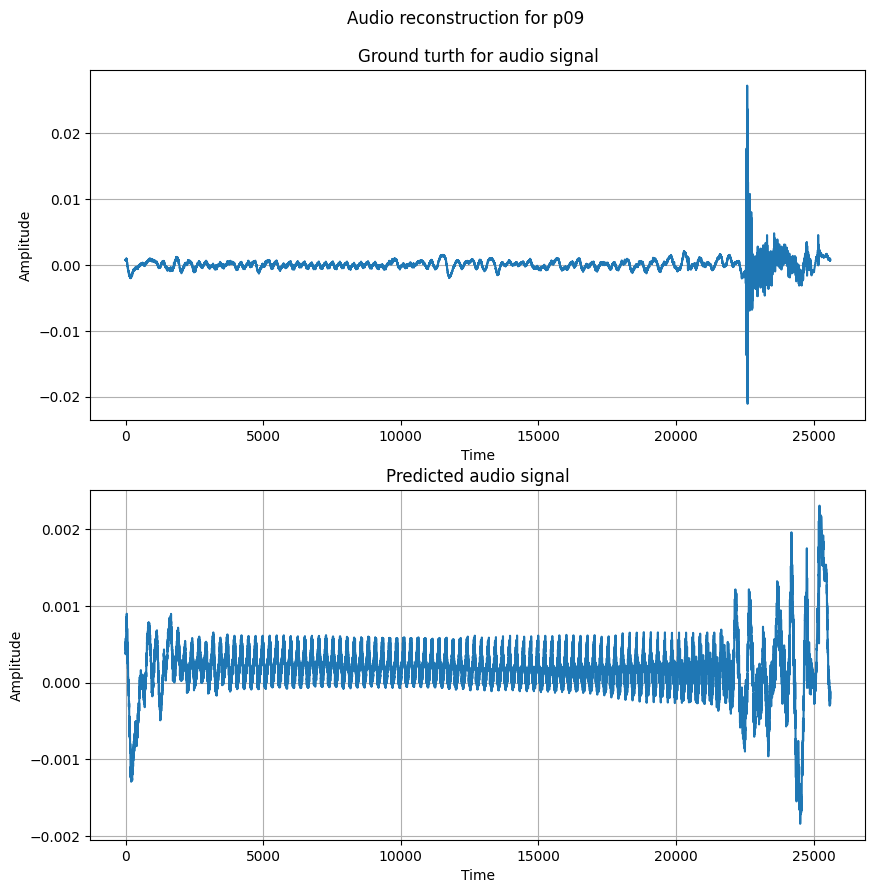 Audio reconstruction for p09
Ground turth for audio signal
Amplitude
0.02
0.01
0.00
−0.01
−0.02
0 5000 10000 15000 20000 25000
Time
Predicted audio signal
Amplitude
0.002
0.001
0.000
−0.001
−0.002
0 5000 10000 15000 20000 25000
Time